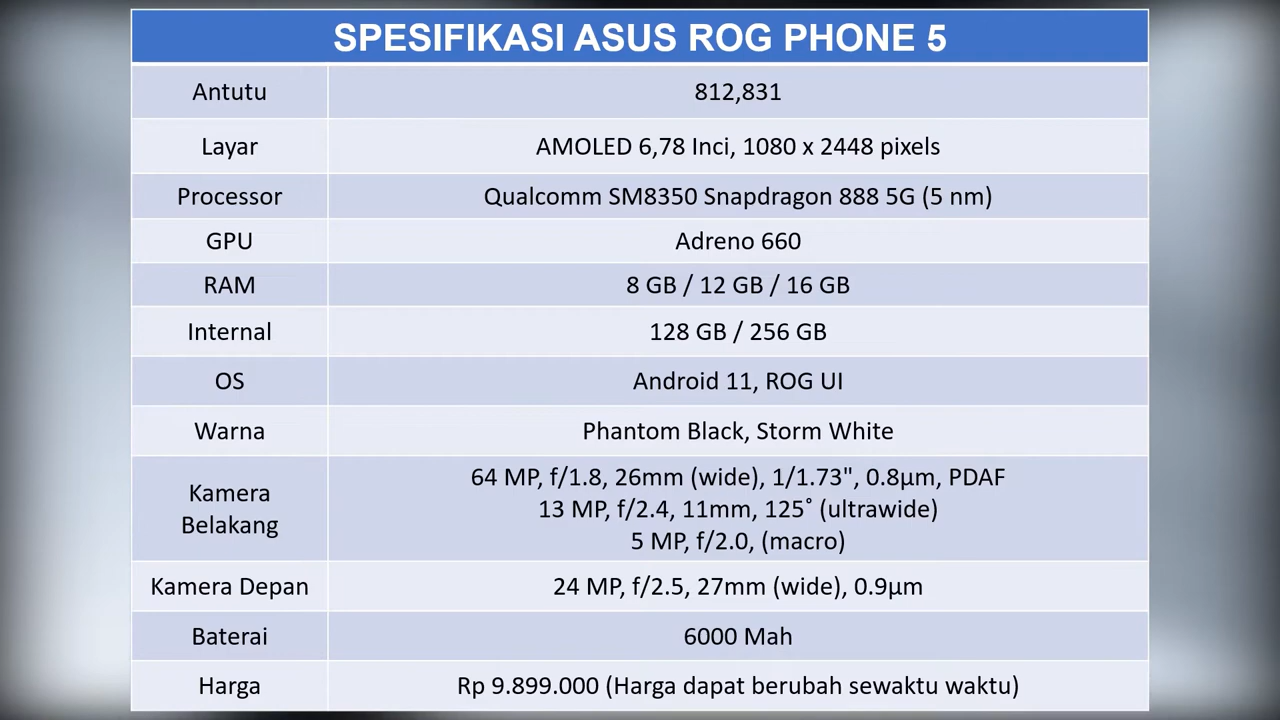 SPESIFIKASI ASUS ROG PHONE 5
Antutu 812,831
Layar AMOLED 6,78 Inci, 1080 x 2448 pixels
Processor Qualcomm SM8350 Snapdragon 888 5G (5 nm)
GPU Adreno 660
RAM 8 GB / 12 GB / 16 GB
Internal 128 GB / 256 GB
OS Android 11, ROG UI
Warna Phantom Black, Storm White
Kamera Belakang
64 MP, f/1.8, 26mm (wide), 1/1.73", 0.8µm, PDAF
13 MP, f/2.4, 11mm, 125˚ (ultrawide)
5 MP, f/2.0, (macro)
Kamera Depan 24 MP, f/2.5, 27mm (wide), 0.9µm
Baterai 6000 Mah
Harga Rp 9.899.000 (Harga dapat berubah sewaktu waktu)